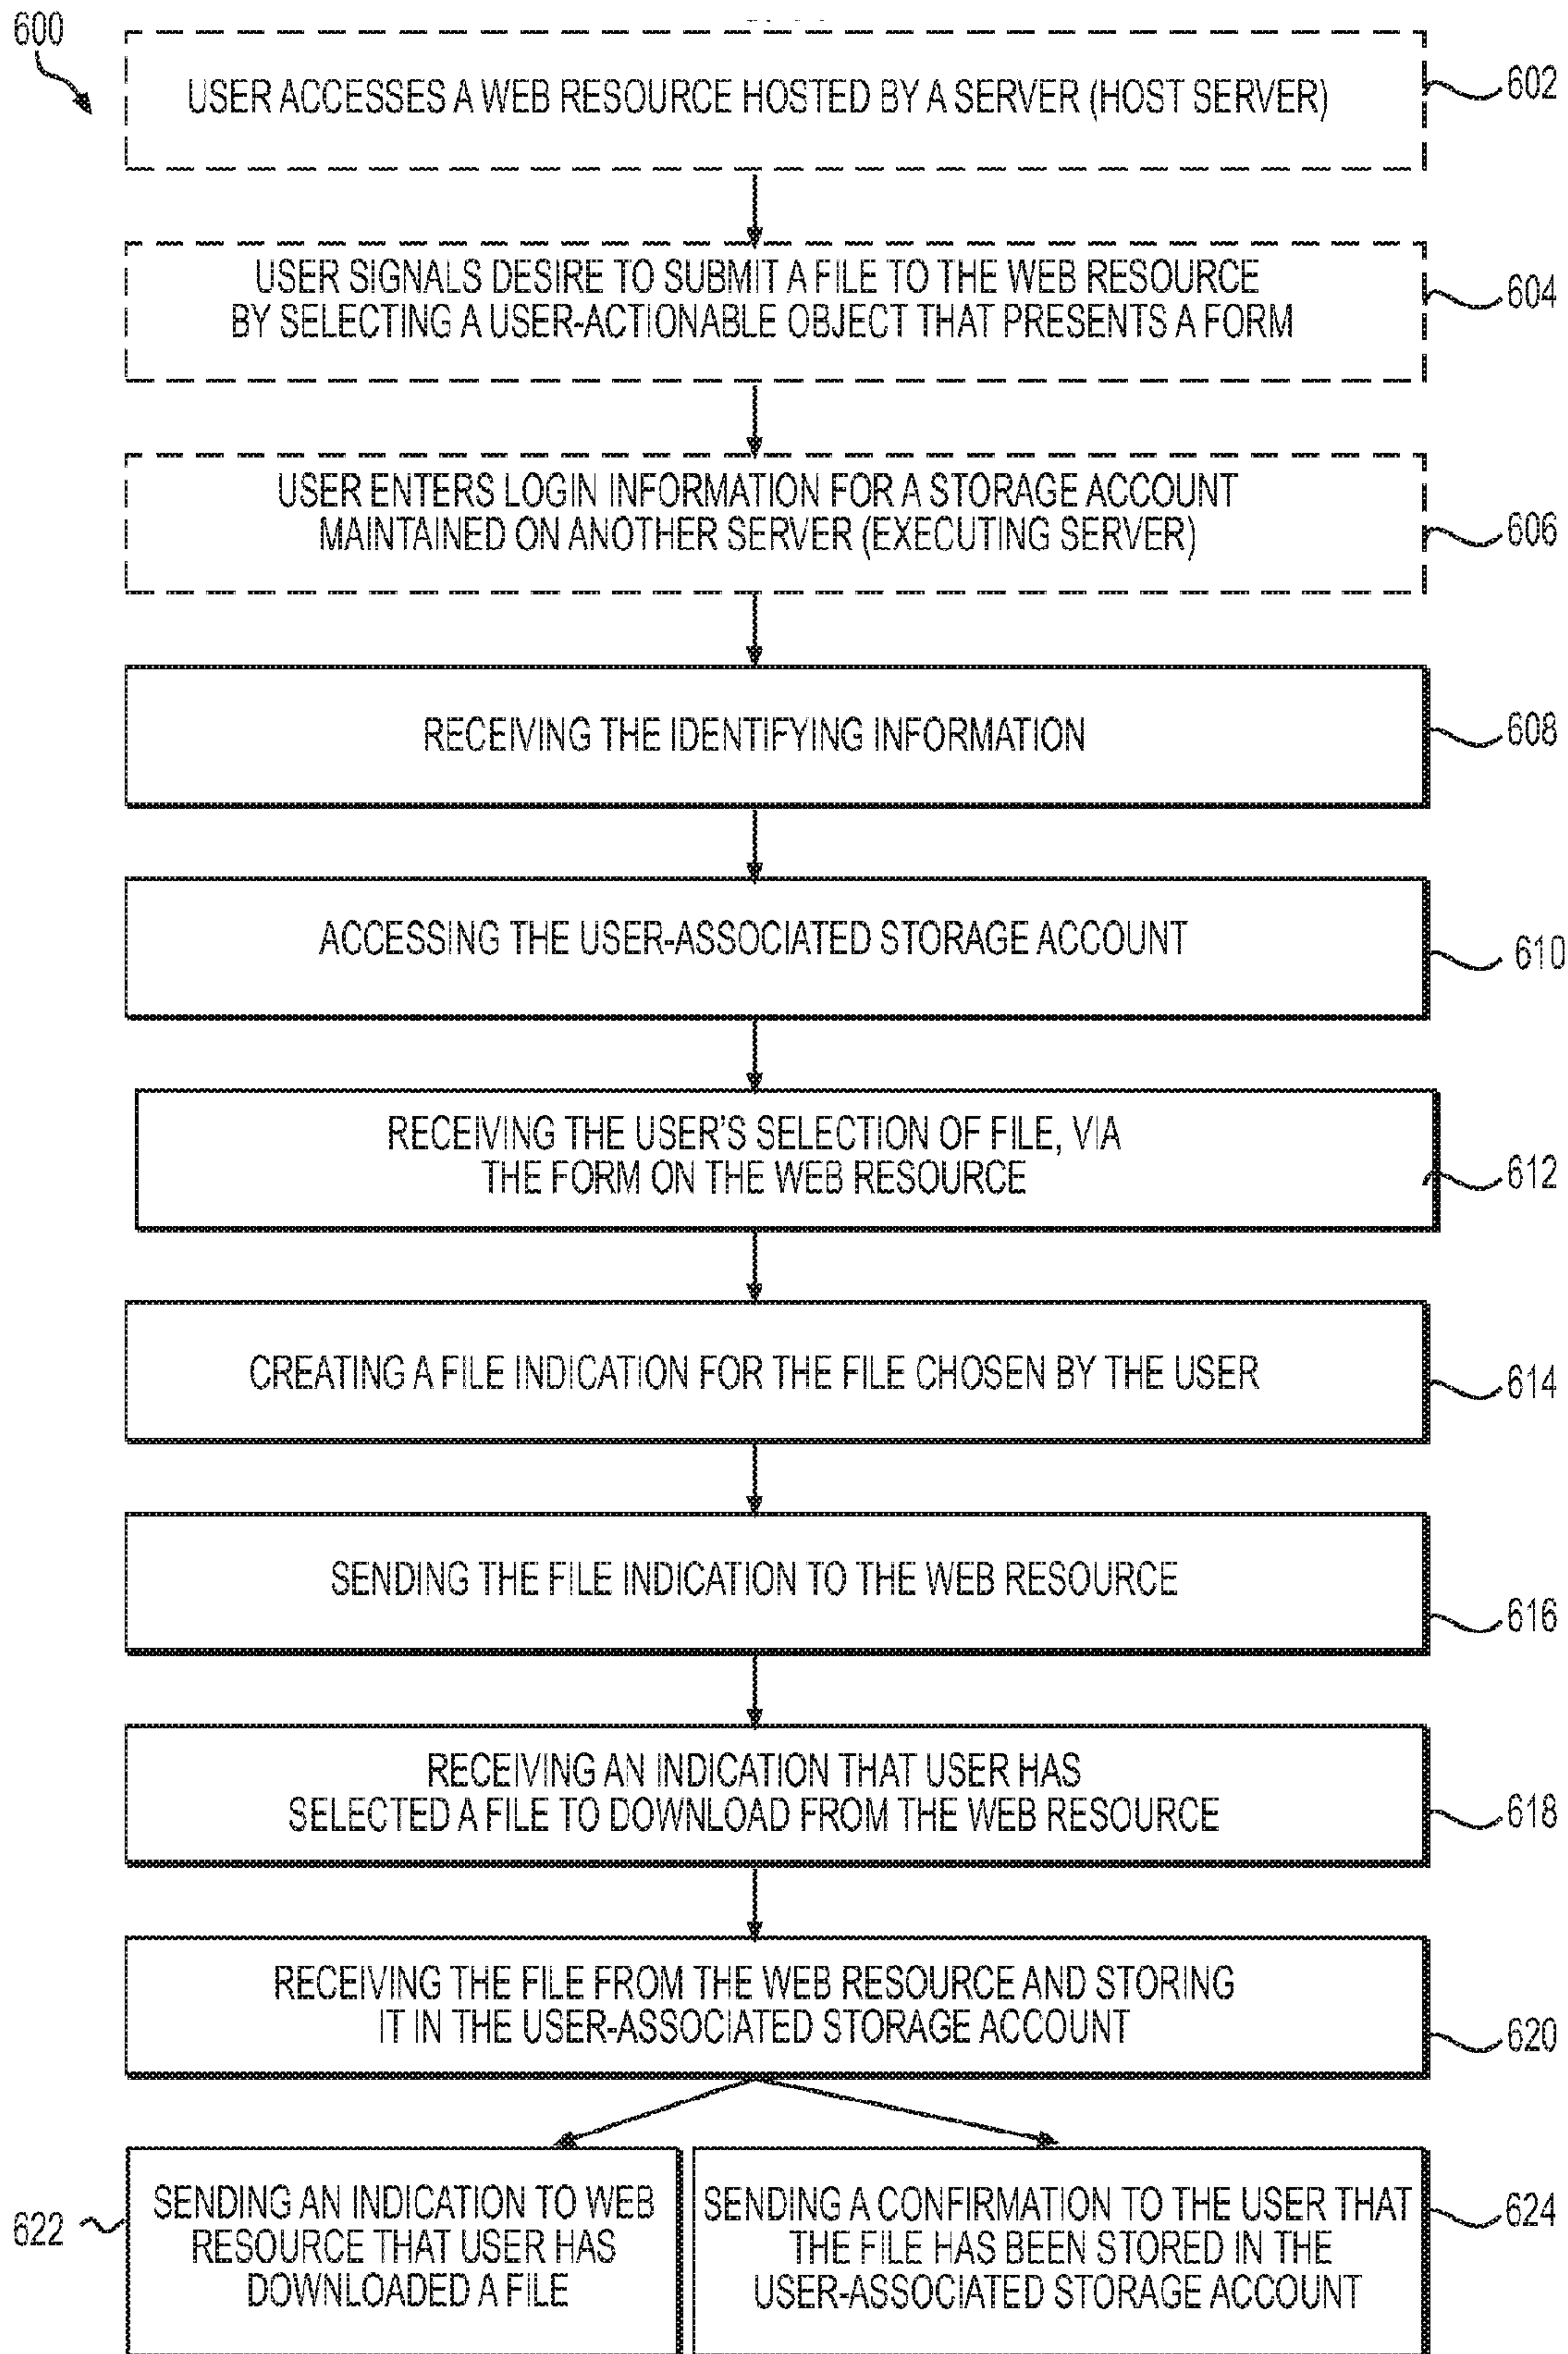 600
USER ACCESSES A WEB RESOURCE HOSTED BY A SERVER (HOST SERVER)
602
USER SIGNALS DESIRE TO SUBMIT A FILE TO THE WEB RESOURCE
BY SELECTING A USER-ACTIONABLE OBJECT THAT PRESENTS A FORM
604
USER ENTERS LOGIN INFORMATION FOR A STORAGE ACCOUNT
MAINTAINED ON ANOTHER SERVER (EXECUTING SERVER)
606
RECEIVING THE IDENTIFYING INFORMATION
608
ACCESSING THE USER-ASSOCIATED STORAGE ACCOUNT
610
RECEIVING THE USER'S SELECTION OF FILE, VIA
THE FORM ON THE WEB RESOURCE
612
CREATING A FILE INDICATION FOR THE FILE CHOSEN BY THE USER
614
SENDING THE FILE INDICATION TO THE WEB RESOURCE
616
RECEIVING AN INDICATION THAT USER HAS
SELECTED A FILE TO DOWNLOAD FROM THE WEB RESOURCE
618
RECEIVING THE FILE FROM THE WEB RESOURCE AND STORING
IT IN THE USER-ASSOCIATED STORAGE ACCOUNT
620
622
SENDING AN INDICATION TO WEB
RESOURCE THAT USER HAS
DOWNLOADED A FILE
SENDING A CONFIRMATION TO THE USER THAT
THE FILE HAS BEEN STORED IN THE
USER-ASSOCIATED STORAGE ACCOUNT
624